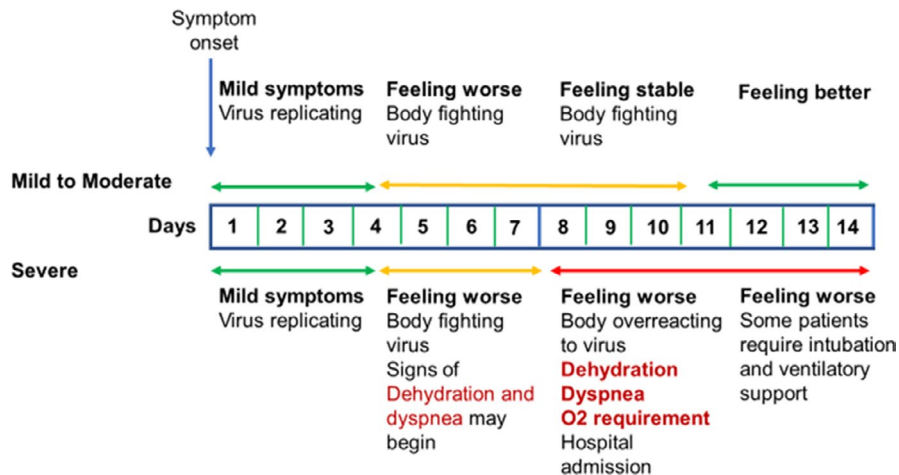 Symptom
onset
Mild symptoms
Virus replicating
Feeling worse
Body fighting
virus
Feeling stable
Body fighting
virus
Feeling better
Mild to Moderate
Days 1 2 3 4 5 6 7 8 9 10 11 12 13 14
Severe
Mild symptoms
Virus replicating
Feeling worse
Body fighting
virus
Signs of
Dehydration and
dyspnea may
begin
Feeling worse
Body overreacting
to virus
Dehydration
Dyspnea
O2 requirement
Hospital
admission
Feeling worse
Some patients
require intubation
and ventilatory
support